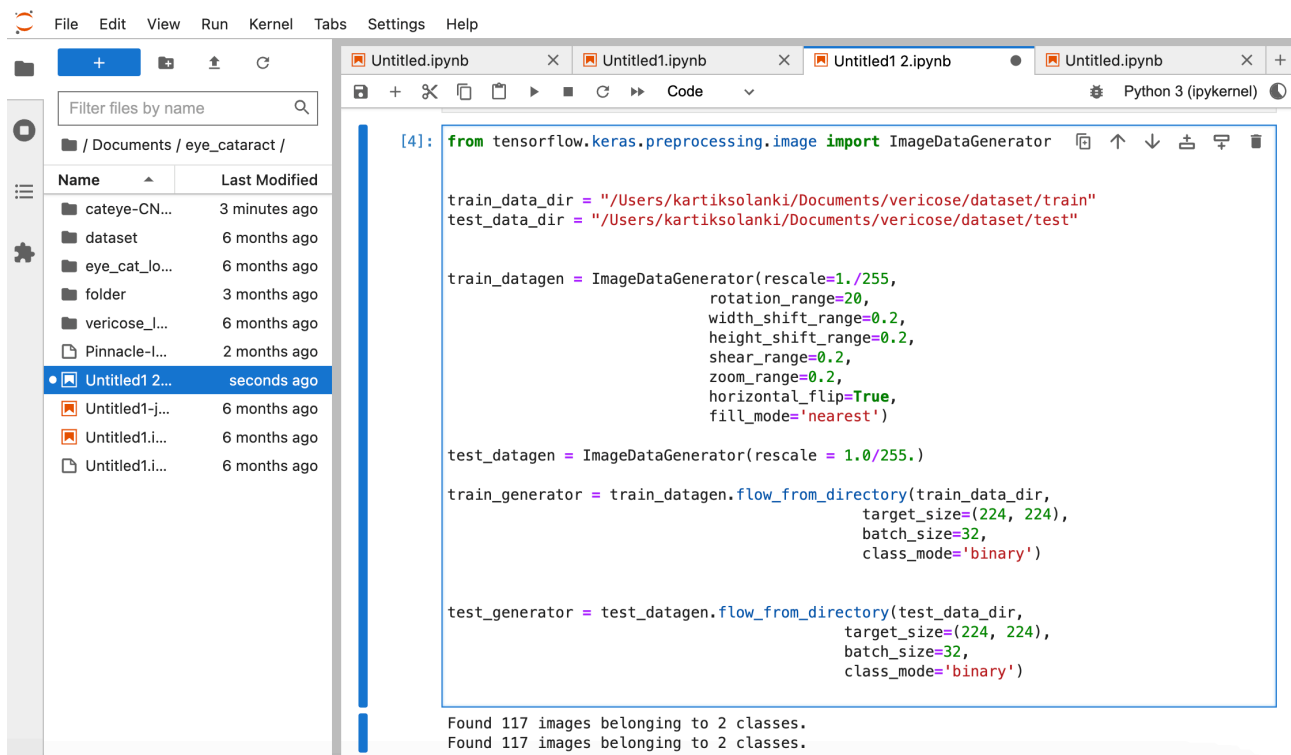 File Edit View Run Kernel Tabs Settings Help
Filter files by name
/ Documents / eye_cataract /
Name Last Modified
cateye-CN... 3 minutes ago
dataset 6 months ago
eye_cat_lo... 6 months ago
folder 3 months ago
vericose_l... 6 months ago
Pinnacle-I... 2 months ago
Untitled1 2... seconds ago
Untitled1-j... 6 months ago
Untitled1.i... 6 months ago
Untitled1.i... 6 months ago
Untitled.ipynb Untitled1.ipynb Untitled1 2.ipynb Untitled.ipynb
Code Python 3 (ipykernel)
[4]: from tensorflow.keras.preprocessing.image import ImageDataGenerator
train_data_dir = "/Users/kartiksolanki/Documents/vericose/dataset/train"
test_data_dir = "/Users/kartiksolanki/Documents/vericose/dataset/test"
train_datagen = ImageDataGenerator(rescale=1./255,
rotation_range=20,
width_shift_range=0.2,
height_shift_range=0.2,
shear_range=0.2,
zoom_range=0.2,
horizontal_flip=True,
fill_mode='nearest')
test_datagen = ImageDataGenerator(rescale = 1.0/255.)
train_generator = train_datagen.flow_from_directory(train_data_dir,
target_size=(224, 224),
batch_size=32,
class_mode='binary')
test_generator = test_datagen.flow_from_directory(test_data_dir,
target_size=(224, 224),
batch_size=32,
class_mode='binary')
Found 117 images belonging to 2 classes.
Found 117 images belonging to 2 classes.